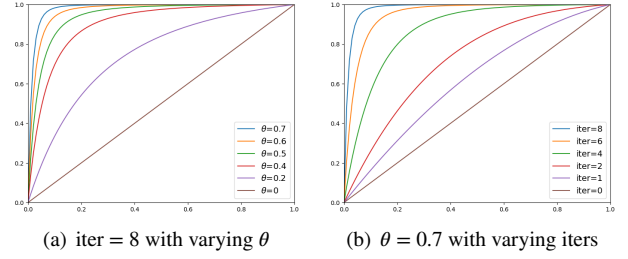 1.0
0.8
0.6
0.4
0.2
0.0
0.0 0.2 0.4 0.6 0.8 1.0
θ=0.7
θ=0.6
θ=0.5
θ=0.4
θ=0.2
θ=0
(a) iter = 8 with varying θ
1.0
0.8
0.6
0.4
0.2
0.0
0.0 0.2 0.4 0.6 0.8 1.0
iter=8
iter=6
iter=4
iter=2
iter=1
iter=0
(b) θ = 0.7 with varying iters